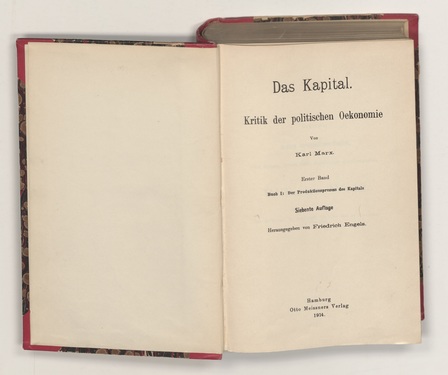 Das Kapital.
Kritik der politischen Oekonomie
Von
Karl Marx.
Erster Band
Buch I: Der Produktionsprocess des Kapitals
Siebente Auflage
Herausgegeben von Friedrich Engels.
Hamburg
Otto Meissners Verlag
1914.